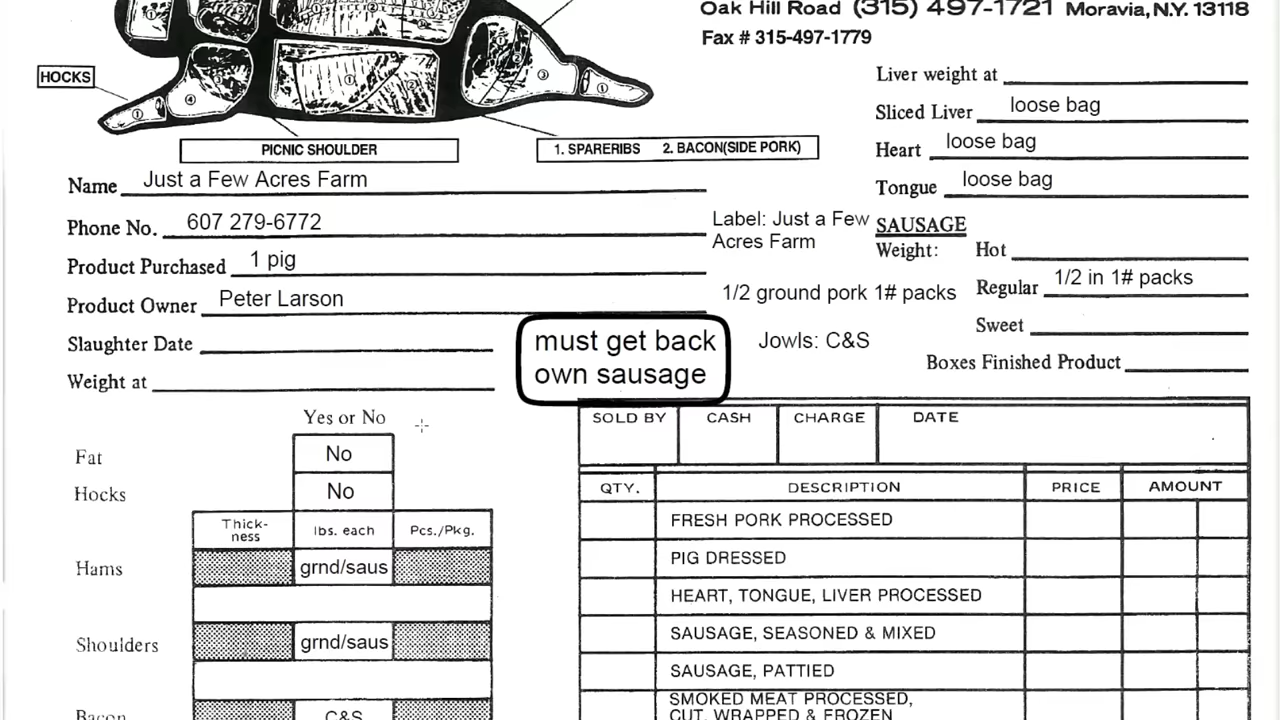 Oak Hill Road (315) 497-1721 Moravia, N.Y. 13118
Fax # 315-497-1779
HOCKS
PICNIC SHOULDER
1. SPARERIBS 2. BACON(SIDE PORK)
Liver weight at
Sliced Liver loose bag
Heart loose bag
Tongue loose bag
Name Just a Few Acres Farm
Phone No. 607 279-6772
Product Purchased 1 pig
Product Owner Peter Larson
Slaughter Date
Weight at
Label: Just a Few
Acres Farm
1/2 ground pork 1# packs
Jowls: C&S
must get back
own sausage
SAUSAGE
Weight: Hot
Regular 1/2 in 1# packs
Sweet
Boxes Finished Product
Yes or No
Fat No
Hocks No
Thick-
ness
lbs. each
Pcs./Pkg.
Hams grnd/saus
Shoulders grnd/saus
Bacon C&S
SOLD BY CASH CHARGE DATE
QTY. DESCRIPTION PRICE AMOUNT
FRESH PORK PROCESSED
PIG DRESSED
HEART, TONGUE, LIVER PROCESSED
SAUSAGE, SEASONED & MIXED
SAUSAGE, PATTIED
SMOKED MEAT PROCESSED,
CUT, WRAPPED & FROZEN